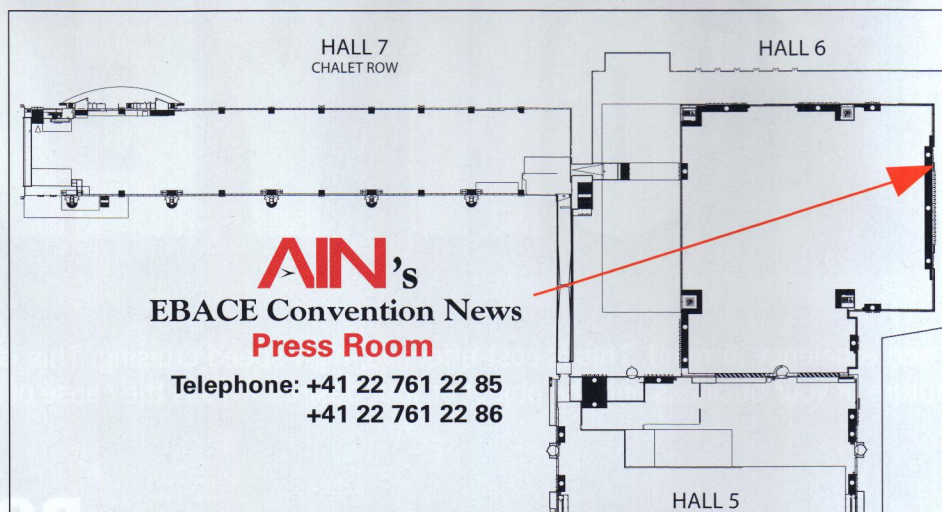 HALL 7
CHALET ROW
HALL 6
AIN's
EBACE Convention News
Press Room
Telephone: +41 22 761 22 85
+41 22 761 22 86
HALL 5